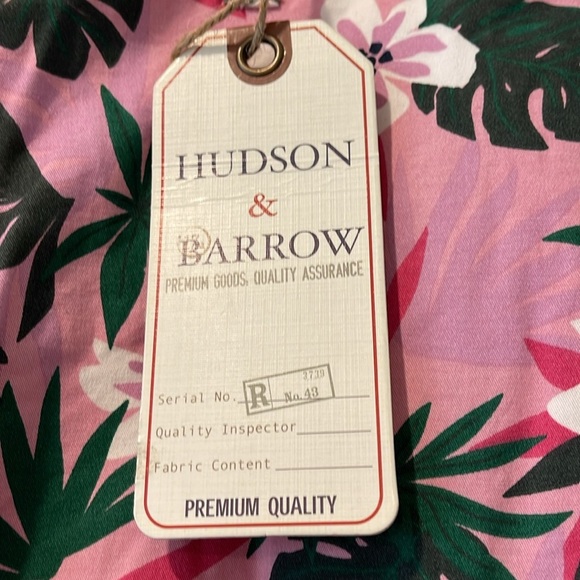 HUDSON
&
BARROW
PREMIUM GOODS, QUALITY ASSURANCE
Serial No. R No. 43
Quality Inspector
Fabric Content
PREMIUM QUALITY